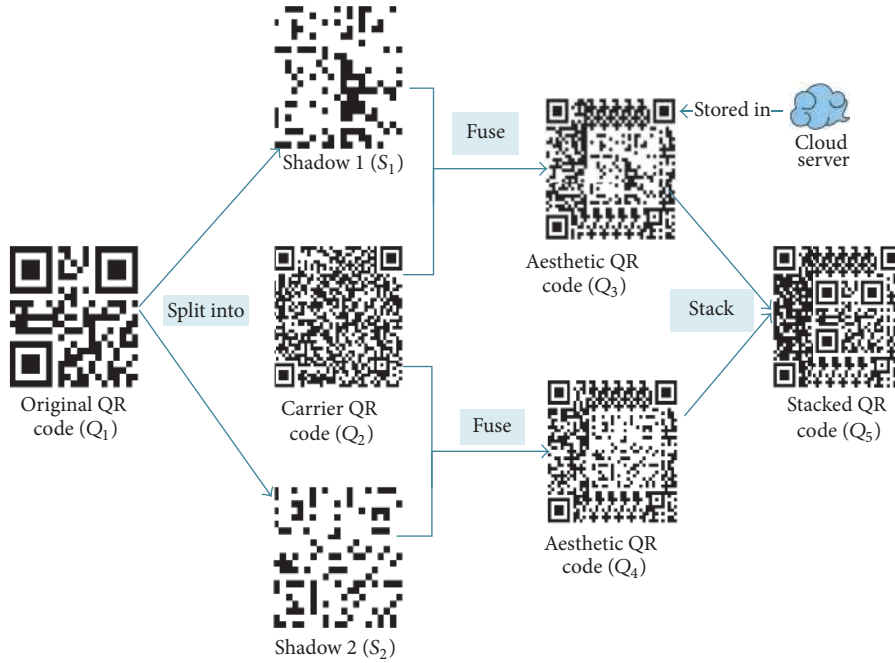 Shadow 1 (S₁)
Fuse
Stored in
Cloud
server
Aesthetic QR
code (Q₃)
Split into
Original QR
code (Q₁)
Carrier QR
code (Q₂)
Stack
Stacked QR
code (Q₅)
Fuse
Aesthetic QR
code (Q₄)
Shadow 2 (S₂)